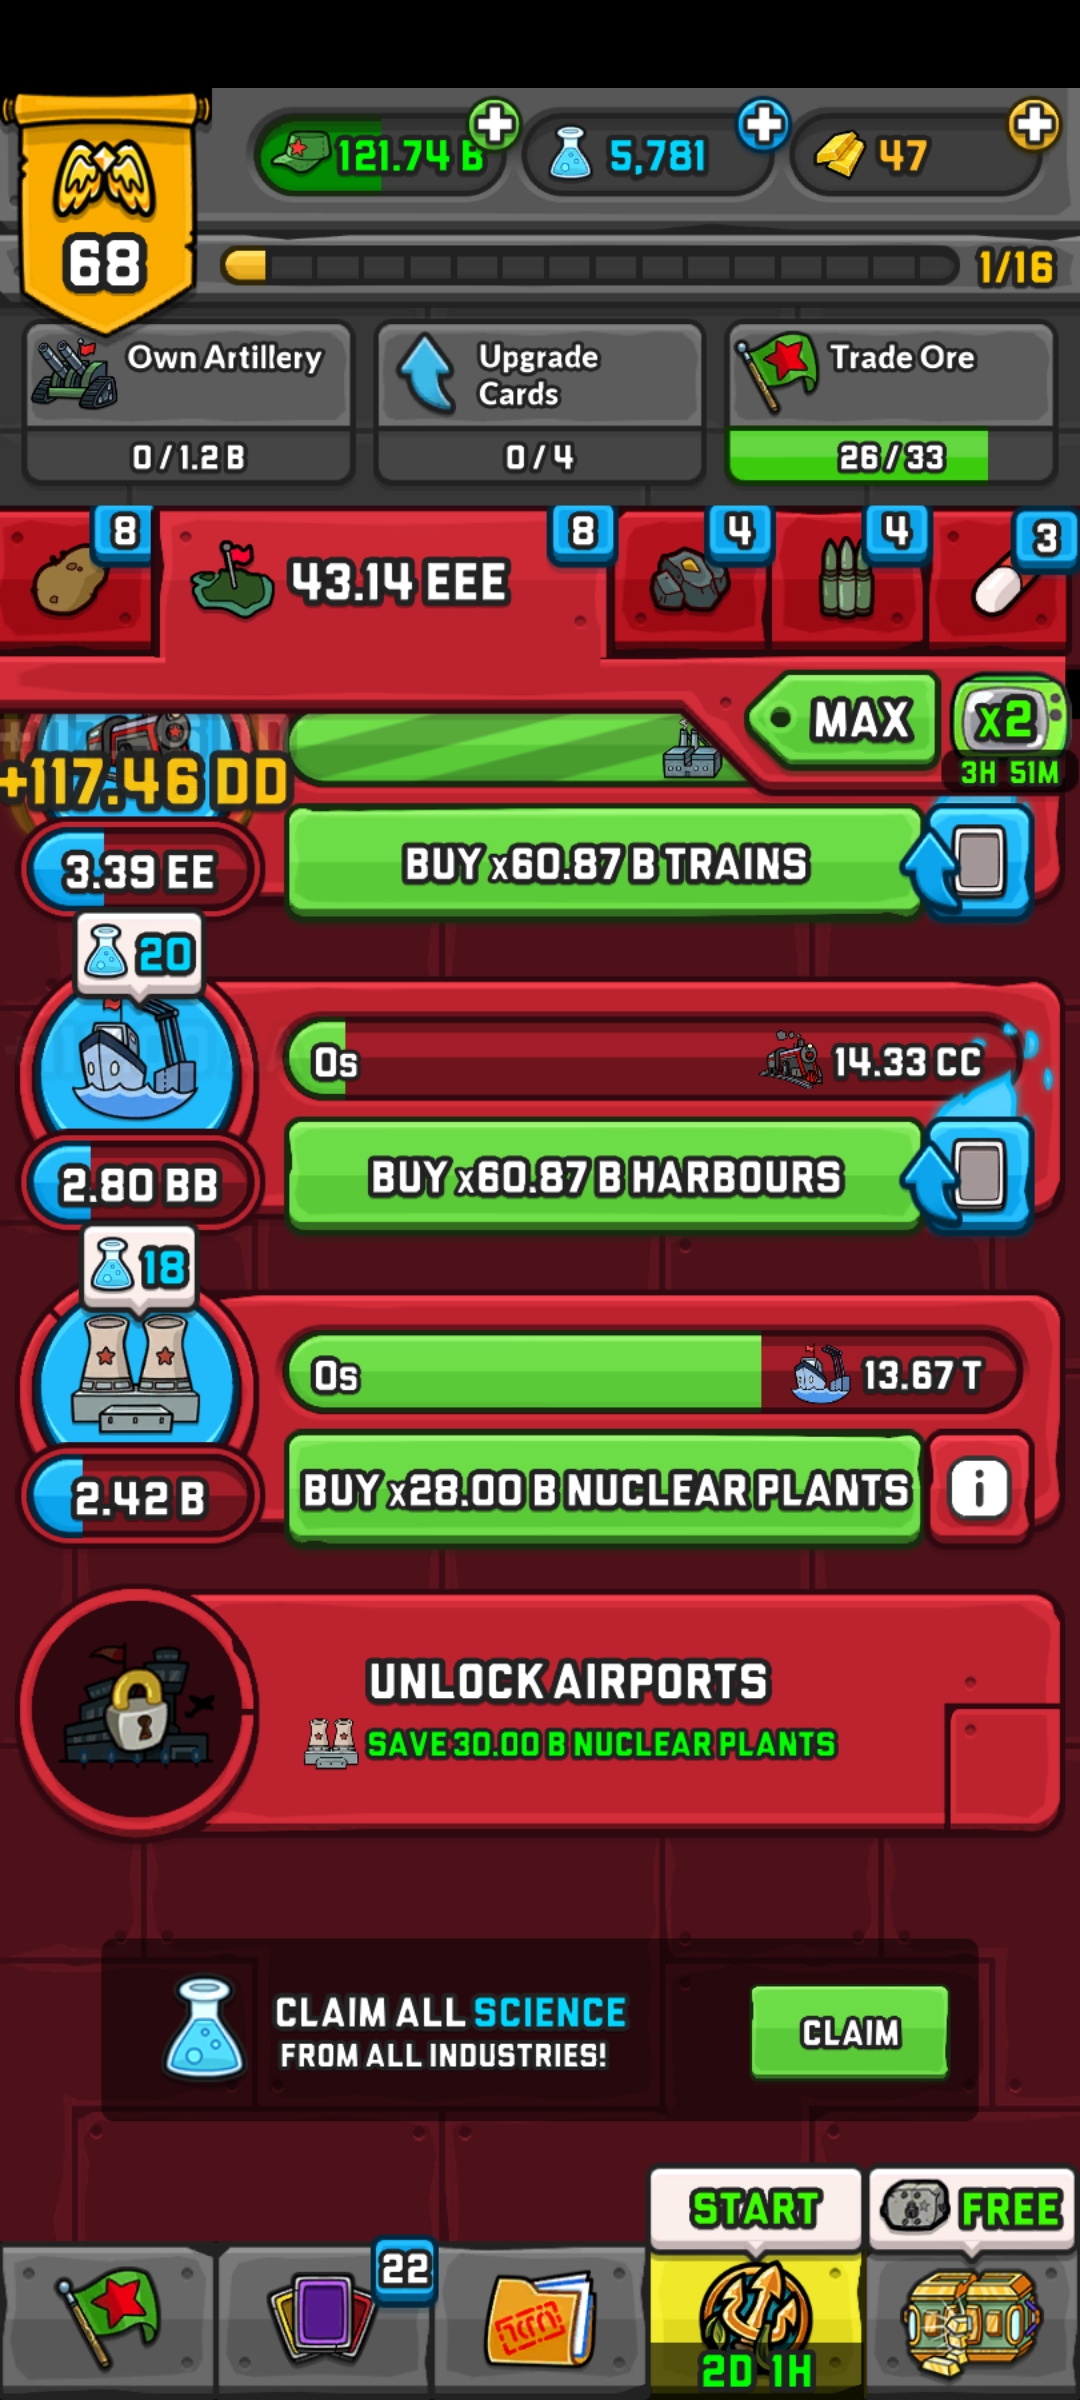 68
121.74 B
5,781
47
1/16
Own Artillery
0 / 1.2 B
Upgrade
Cards
0 / 4
Trade Ore
26 / 33
8
43.14 EEE
8
4
4
3
MAX
x2
3H 51M
+117.46 DD
3.39 EE
BUY x60.87 B TRAINS
20
0s
14.33 CC
2.80 BB
BUY x60.87 B HARBOURS
18
0s
13.67 T
2.42 B
BUY x28.00 B NUCLEAR PLANTS
i
UNLOCK AIRPORTS
SAVE 30.00 B NUCLEAR PLANTS
CLAIM ALL SCIENCE
FROM ALL INDUSTRIES!
CLAIM
START
FREE
22
2D 1H